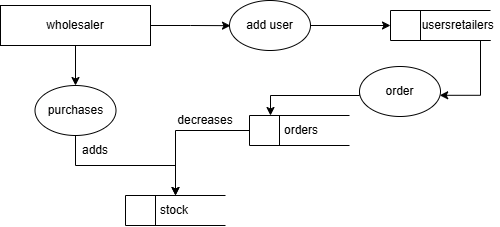 wholesaler
add user
usersretailers
order
purchases
decreases
orders
adds
stock